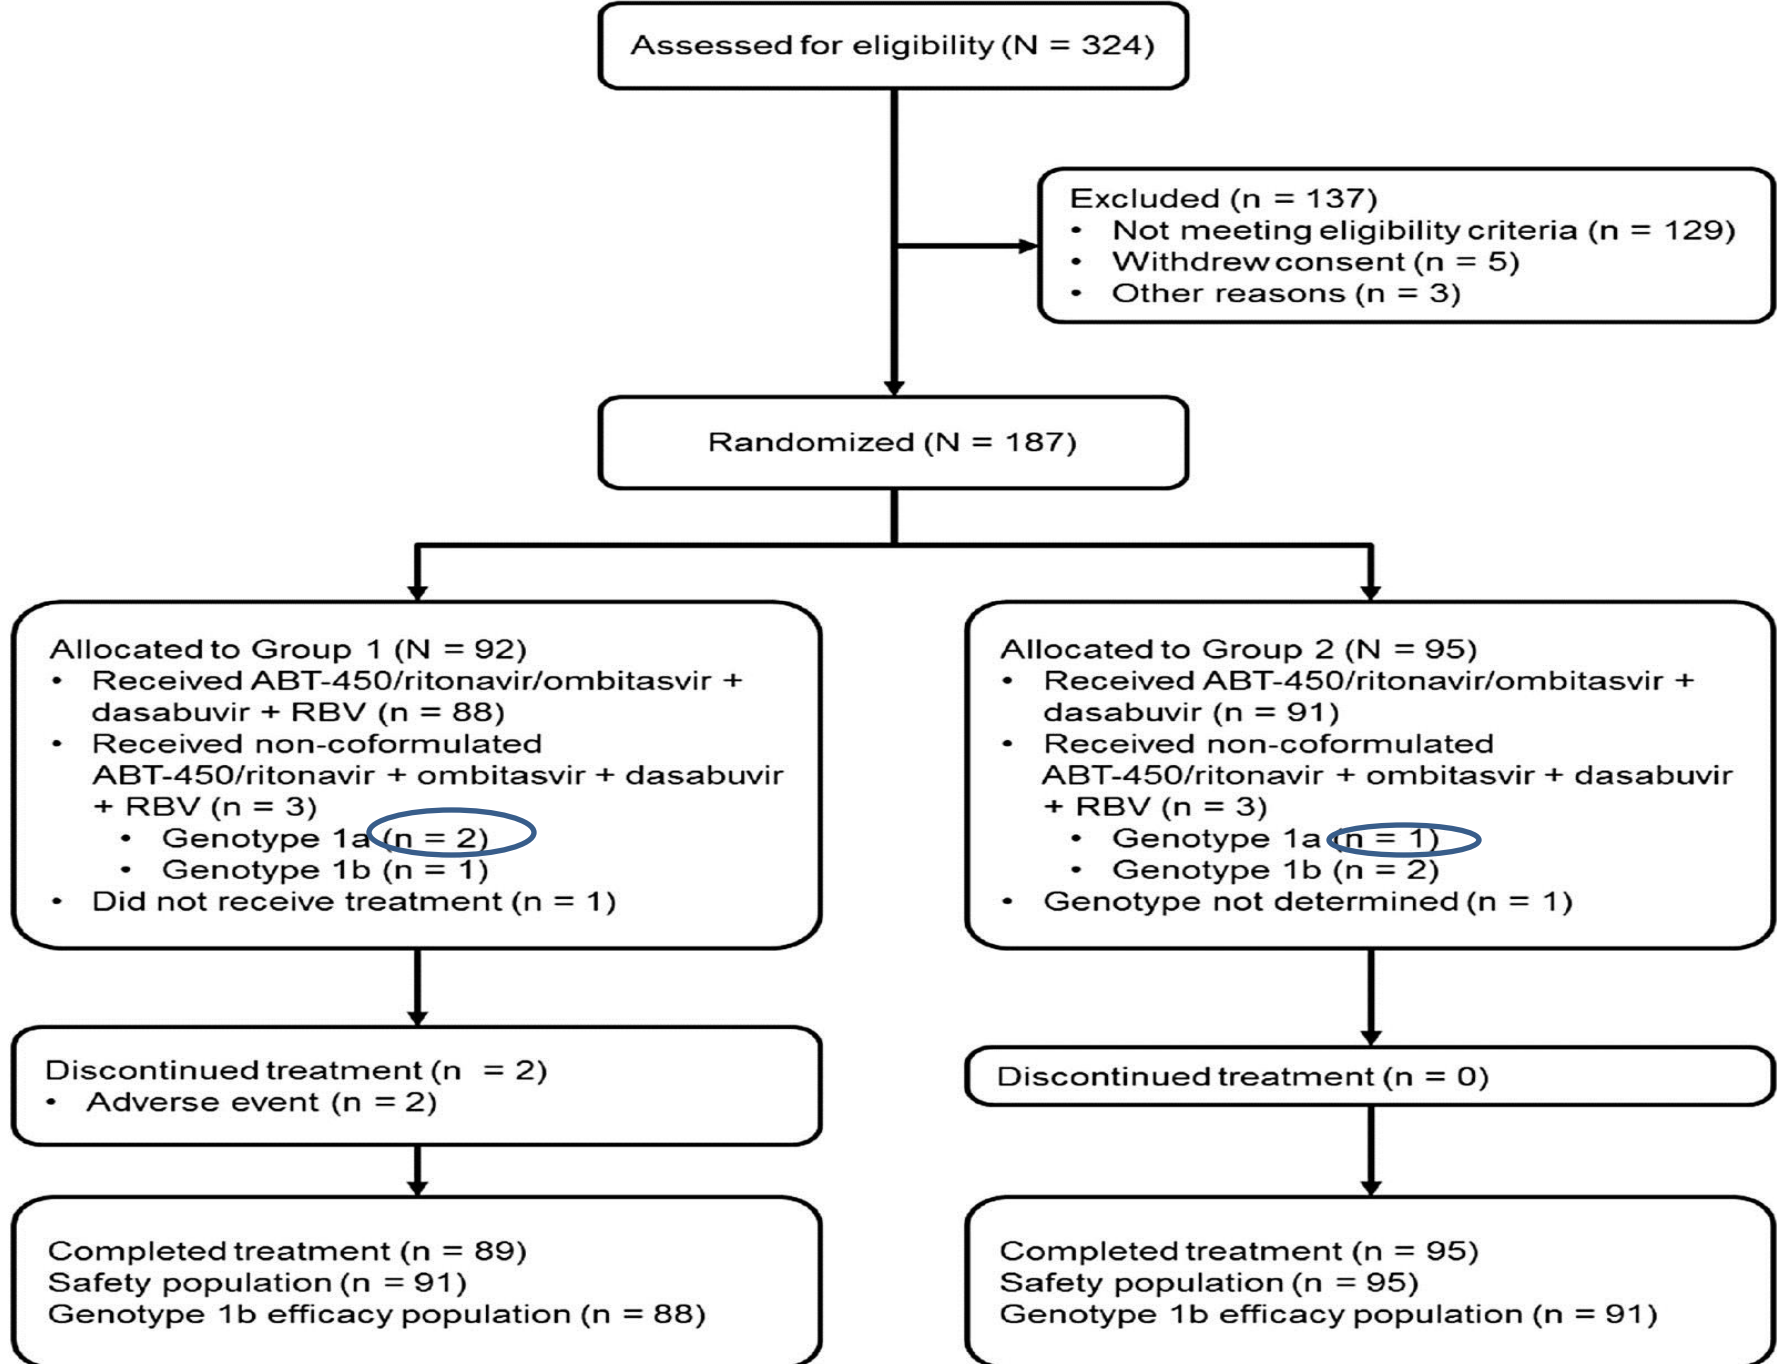 Assessed for eligibility (N = 324)
Excluded (n = 137)
• Not meeting eligibility criteria (n = 129)
• Withdrew consent (n = 5)
• Other reasons (n = 3)
Randomized (N = 187)
Allocated to Group 1 (N = 92)
• Received ABT-450/ritonavir/ombitasvir +
dasabuvir + RBV (n = 88)
• Received non-coformulated
ABT-450/ritonavir + ombitasvir + dasabuvir
+ RBV (n = 3)
• Genotype 1a (n = 2)
• Genotype 1b (n = 1)
• Did not receive treatment (n = 1)
Allocated to Group 2 (N = 95)
• Received ABT-450/ritonavir/ombitasvir +
dasabuvir (n = 91)
• Received non-coformulated
ABT-450/ritonavir + ombitasvir + dasabuvir
+ RBV (n = 3)
• Genotype 1a (n = 1)
• Genotype 1b (n = 2)
• Genotype not determined (n = 1)
Discontinued treatment (n = 2)
• Adverse event (n = 2)
Discontinued treatment (n = 0)
Completed treatment (n = 89)
Safety population (n = 91)
Genotype 1b efficacy population (n = 88)
Completed treatment (n = 95)
Safety population (n = 95)
Genotype 1b efficacy population (n = 91)